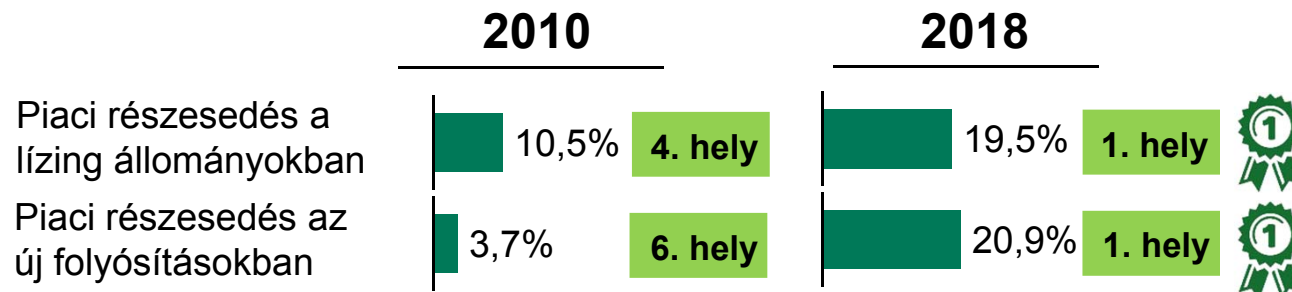 2010
2018
Piaci részesedés a
lízing állományokban
10,5%
4. hely
19,5%
1. hely
1
Piaci részesedés az
új folyósításokban
3,7%
6. hely
20,9%
1. hely
1